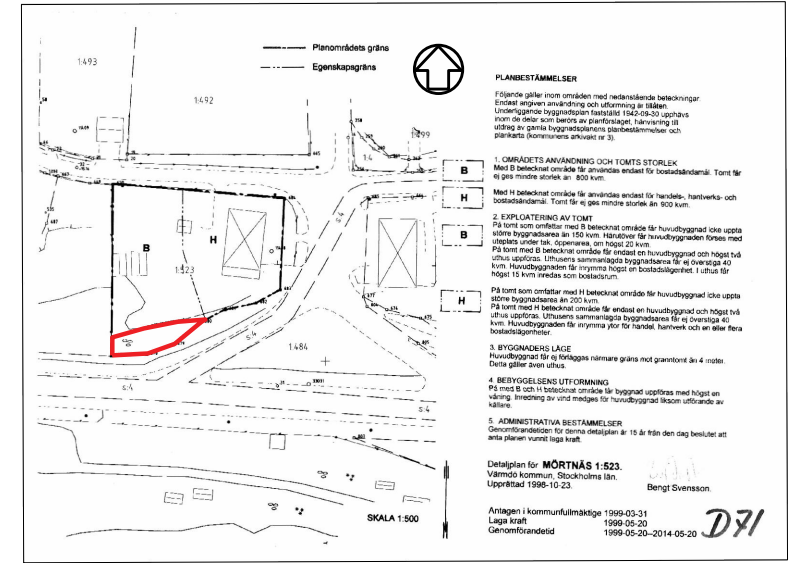 Planområdets gräns
Egenskapsgräns
1:493
1:492
1:499
1:4
B
H
1:523
1:484
s:4
s:4
s:4
s:4
SKALA 1:500
PLANBESTÄMMELSER
Följande gäller inom områden med nedanstående beteckningar.
Endast angiven användning och utformning är tillåten.
Underliggande byggnadsplan fastställd 1942-09-30 upphävs
inom de delar som berörs av planförslaget, hänvisning till
utdrag av gamla byggnadsplanens planbestämmelser och
plankarta (kommunens arkivakt nr 3).
1. OMRÅDETS ANVÄNDNING OCH TOMTS STORLEK
B
Med B betecknat område får användas endast för bostadsändamål. Tomt får
ej ges mindre storlek än 800 kvm.
H
Med H betecknat område får användas endast för handels-, hantverks- och
bostadsändamål. Tomt får ej ges mindre storlek än 900 kvm.
2. EXPLOATERING AV TOMT
B
På tomt som omfattar med B betecknat område får huvudbyggnad icke uppta
större byggnadsarea än 150 kvm. Härutöver får huvudbyggnaden förses med
uteplats under tak, öppenarea, om högst 20 kvm.
På tomt med B betecknat område får endast en huvudbyggnad och högst två
uthus uppföras. Uthusens sammanlagda byggnadsarea får ej överstiga 40
kvm. Huvudbyggnaden får inrymma högst en bostadslägenhet. I uthus får
högst 15 kvm inredas som bostadsrum.
H
På tomt som omfattar med H betecknat område får huvudbyggnad icke uppta
större byggnadsarea än 200 kvm.
På tomt med H betecknat område får endast en huvudbyggnad och högst två
uthus uppföras. Uthusens sammanlagda byggnadsarea får ej överstiga 40
kvm. Huvudbyggnaden får inrymma ytor för handel, hantverk och en eller flera
bostadslägenheter.
3. BYGGNADERS LÄGE
Huvudbyggnad får ej förläggas närmare gräns mot granntomt än 4 meter.
Detta gäller även uthus.
4. BEBYGGELSENS UTFORMNING
På med B och H betecknat område får byggnad uppföras med högst en
våning. Inredning av vind medges för huvudbyggnad liksom utförande av
källare.
5. ADMINISTRATIVA BESTÄMMELSER
Genomförandetiden för denna detaljplan är 15 år från den dag beslutet att
anta planen vunnit laga kraft.
Detaljplan för MÖRTNÄS 1:523.
Värmdö kommun, Stockholms län.
Upprättad 1998-10-23.
Bengt Svensson.
Antagen i kommunfullmäktige 1999-03-31
Laga kraft 1999-05-20
Genomförandetid 1999-05-20–2014-05-20
D71